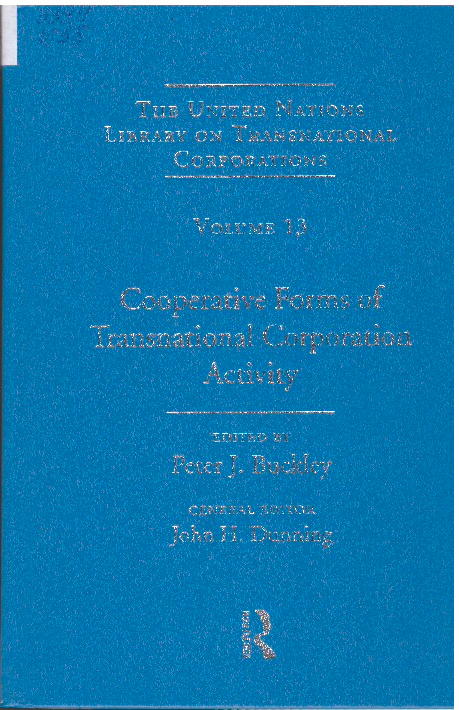 THE UNITED NATIONS
LIBRARY ON TRANSNATIONAL
CORPORATIONS
VOLUME 13
Cooperative Forms of
Transnational Corporation
Activity
EDITED BY
Peter J. Buckley
GENERAL EDITOR
John H. Dunning
R